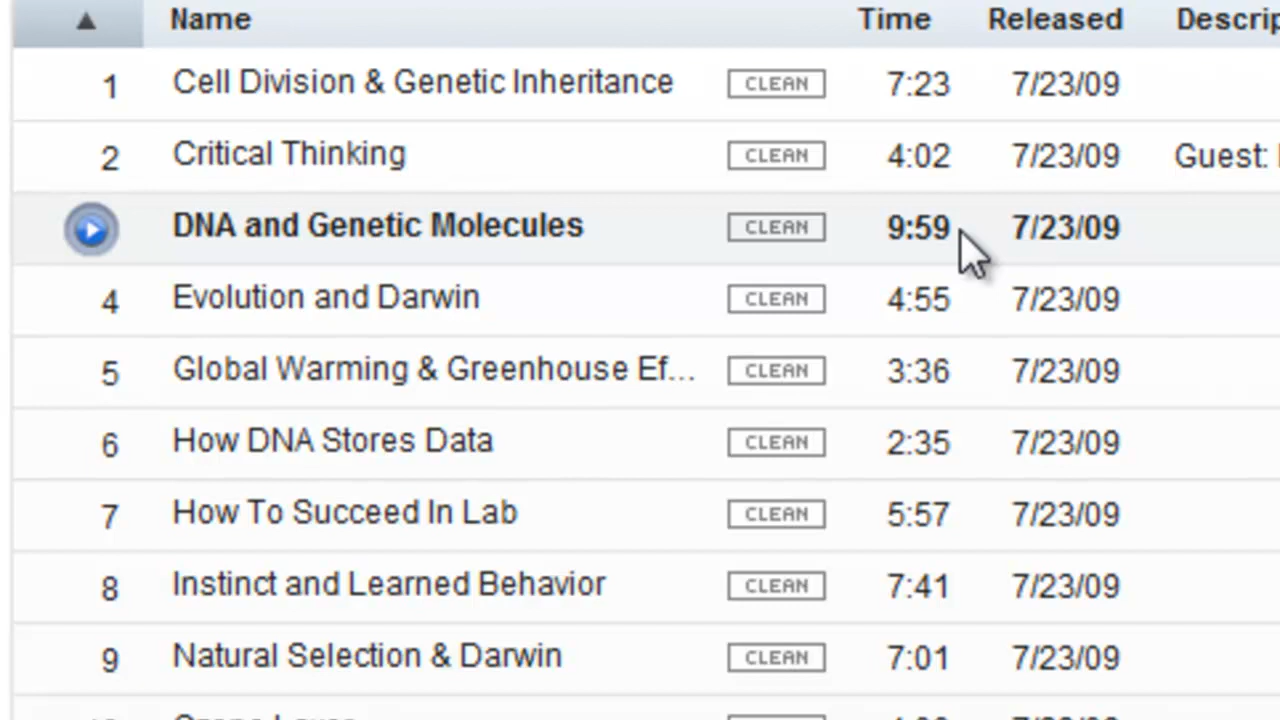 ▲ Name Time Released Descrip
1 Cell Division & Genetic Inheritance CLEAN 7:23 7/23/09
2 Critical Thinking CLEAN 4:02 7/23/09 Guest:
DNA and Genetic Molecules CLEAN 9:59 7/23/09
4 Evolution and Darwin CLEAN 4:55 7/23/09
5 Global Warming & Greenhouse Ef... CLEAN 3:36 7/23/09
6 How DNA Stores Data CLEAN 2:35 7/23/09
7 How To Succeed In Lab CLEAN 5:57 7/23/09
8 Instinct and Learned Behavior CLEAN 7:41 7/23/09
9 Natural Selection & Darwin CLEAN 7:01 7/23/09